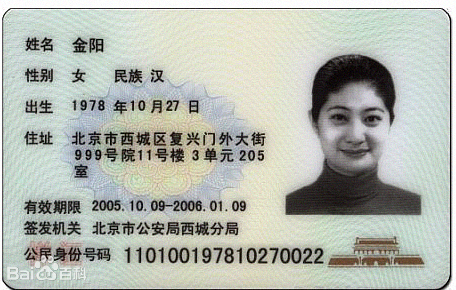 姓名 金阳
性别 女 民族 汉
出生 1978 年 10 月 27 日
住址 北京市西城区复兴门外大街
999号院11号楼 3 单元 205
室
有效期限 2005.10.09-2006.01.09
签发机关 北京市公安局西城分局
公民身份号码 110100197810270022
Bai 百科